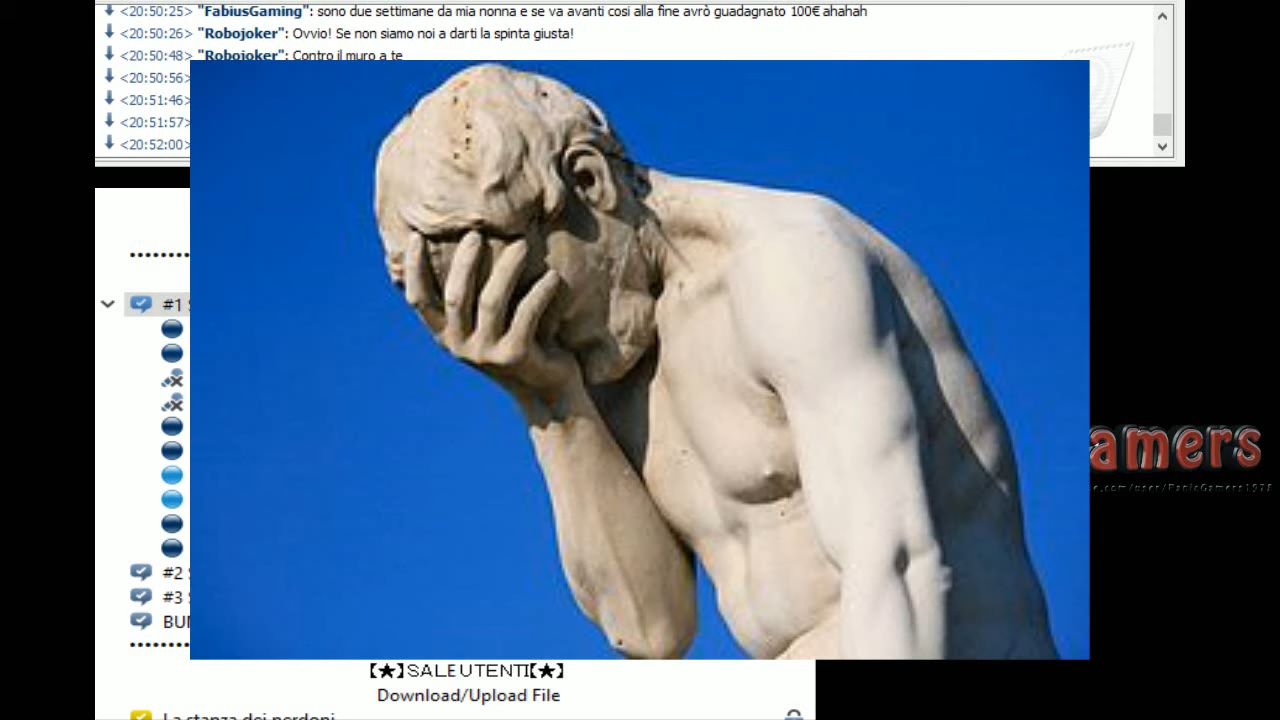 <20:50:25> "FabiusGaming": sono due settimane da mia nonna e se va avanti cosi alla fine avrò guadagnato 100€ ahahah
<20:50:26> "Robojoker": Ovvio! Se non siamo noi a darti la spinta giusta!
<20:50:48> "Robojoker": Contro il muro a te
<20:50:56>
<20:51:46>
<20:51:57>
<20:52:00>
#1
amers
#2
#3
【★】SALE UTENTI【★】
Download/Upload File
La stanza dei perdoni